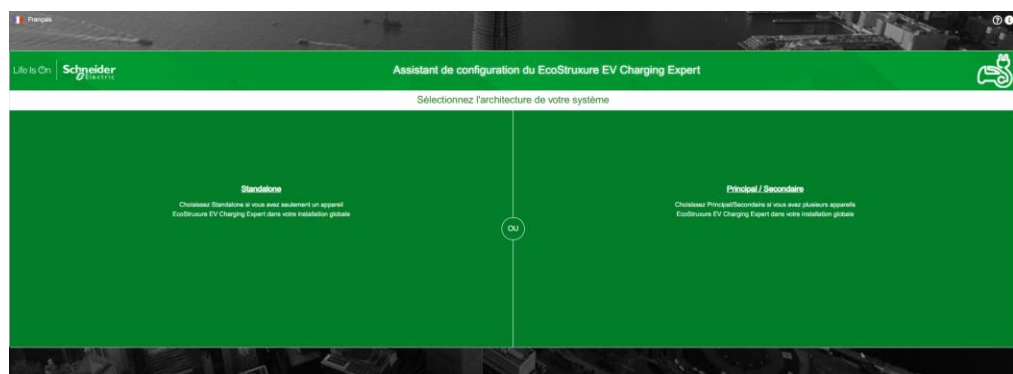 Français
Life Is On | Schneider Electric
Assistant de configuration du EcoStruxure EV Charging Expert
Sélectionnez l'architecture de votre système
Standalone
Choisissez Standalone si vous avez seulement un appareil
EcoStruxure EV Charging Expert dans votre installation globale
OU
Principal / Secondaire
Choisissez Principal/Secondaire si vous avez plusieurs appareils
EcoStruxure EV Charging Expert dans votre installation globale